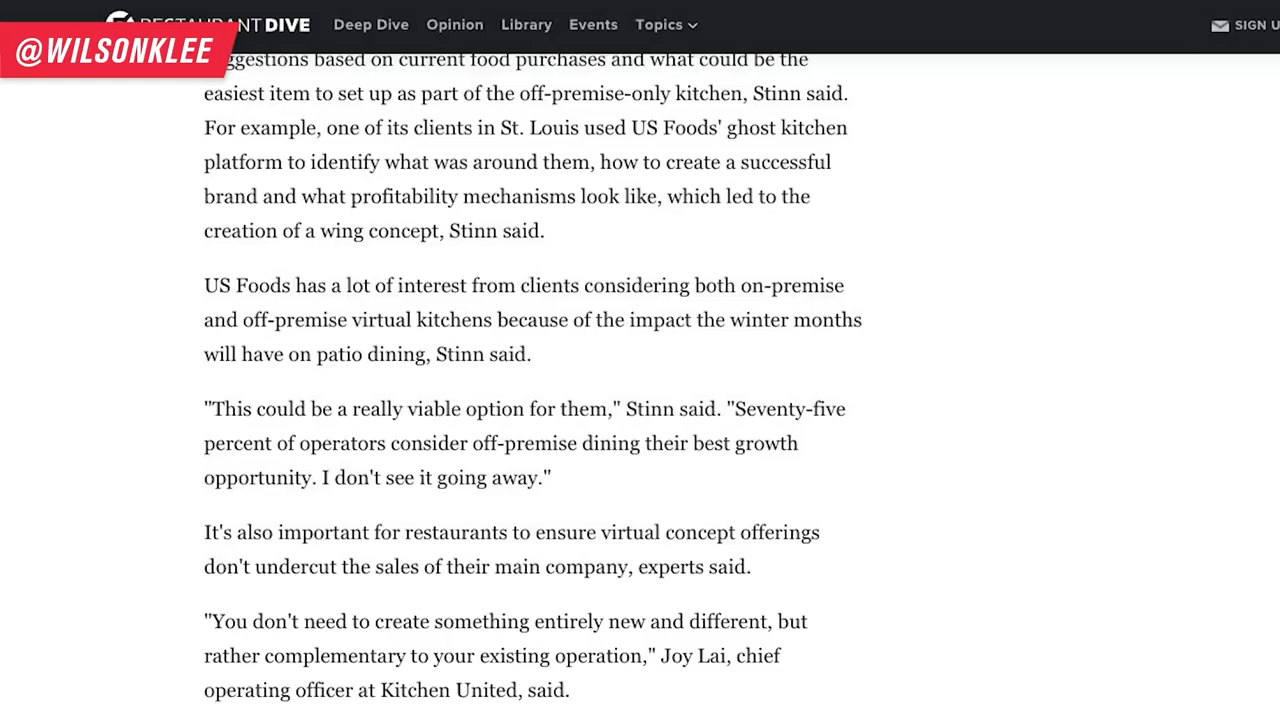 @WILSONKLEE
DIVE Deep Dive Opinion Library Events Topics SIGN U
based on current food purchases and what could be the
easiest item to set up as part of the off-premise-only kitchen, Stinn said.
For example, one of its clients in St. Louis used US Foods' ghost kitchen
platform to identify what was around them, how to create a successful
brand and what profitability mechanisms look like, which led to the
creation of a wing concept, Stinn said.
US Foods has a lot of interest from clients considering both on-premise
and off-premise virtual kitchens because of the impact the winter months
will have on patio dining, Stinn said.
"This could be a really viable option for them," Stinn said. "Seventy-five
percent of operators consider off-premise dining their best growth
opportunity. I don't see it going away."
It's also important for restaurants to ensure virtual concept offerings
don't undercut the sales of their main company, experts said.
"You don't need to create something entirely new and different, but
rather complementary to your existing operation," Joy Lai, chief
operating officer at Kitchen United, said.